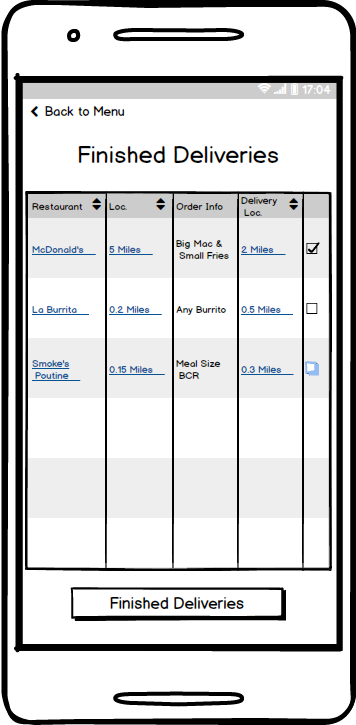 17:04
Back to Menu
Finished Deliveries
Restaurant Loc. Order Info Delivery
Loc.
McDonald's 5 Miles Big Mac & 2 Miles
Small Fries
La Burrita 0.2 Miles Any Burrito 0.5 Miles
Smoke's 0.15 Miles Meal Size 0.3 Miles
Poutine BCR
Finished Deliveries